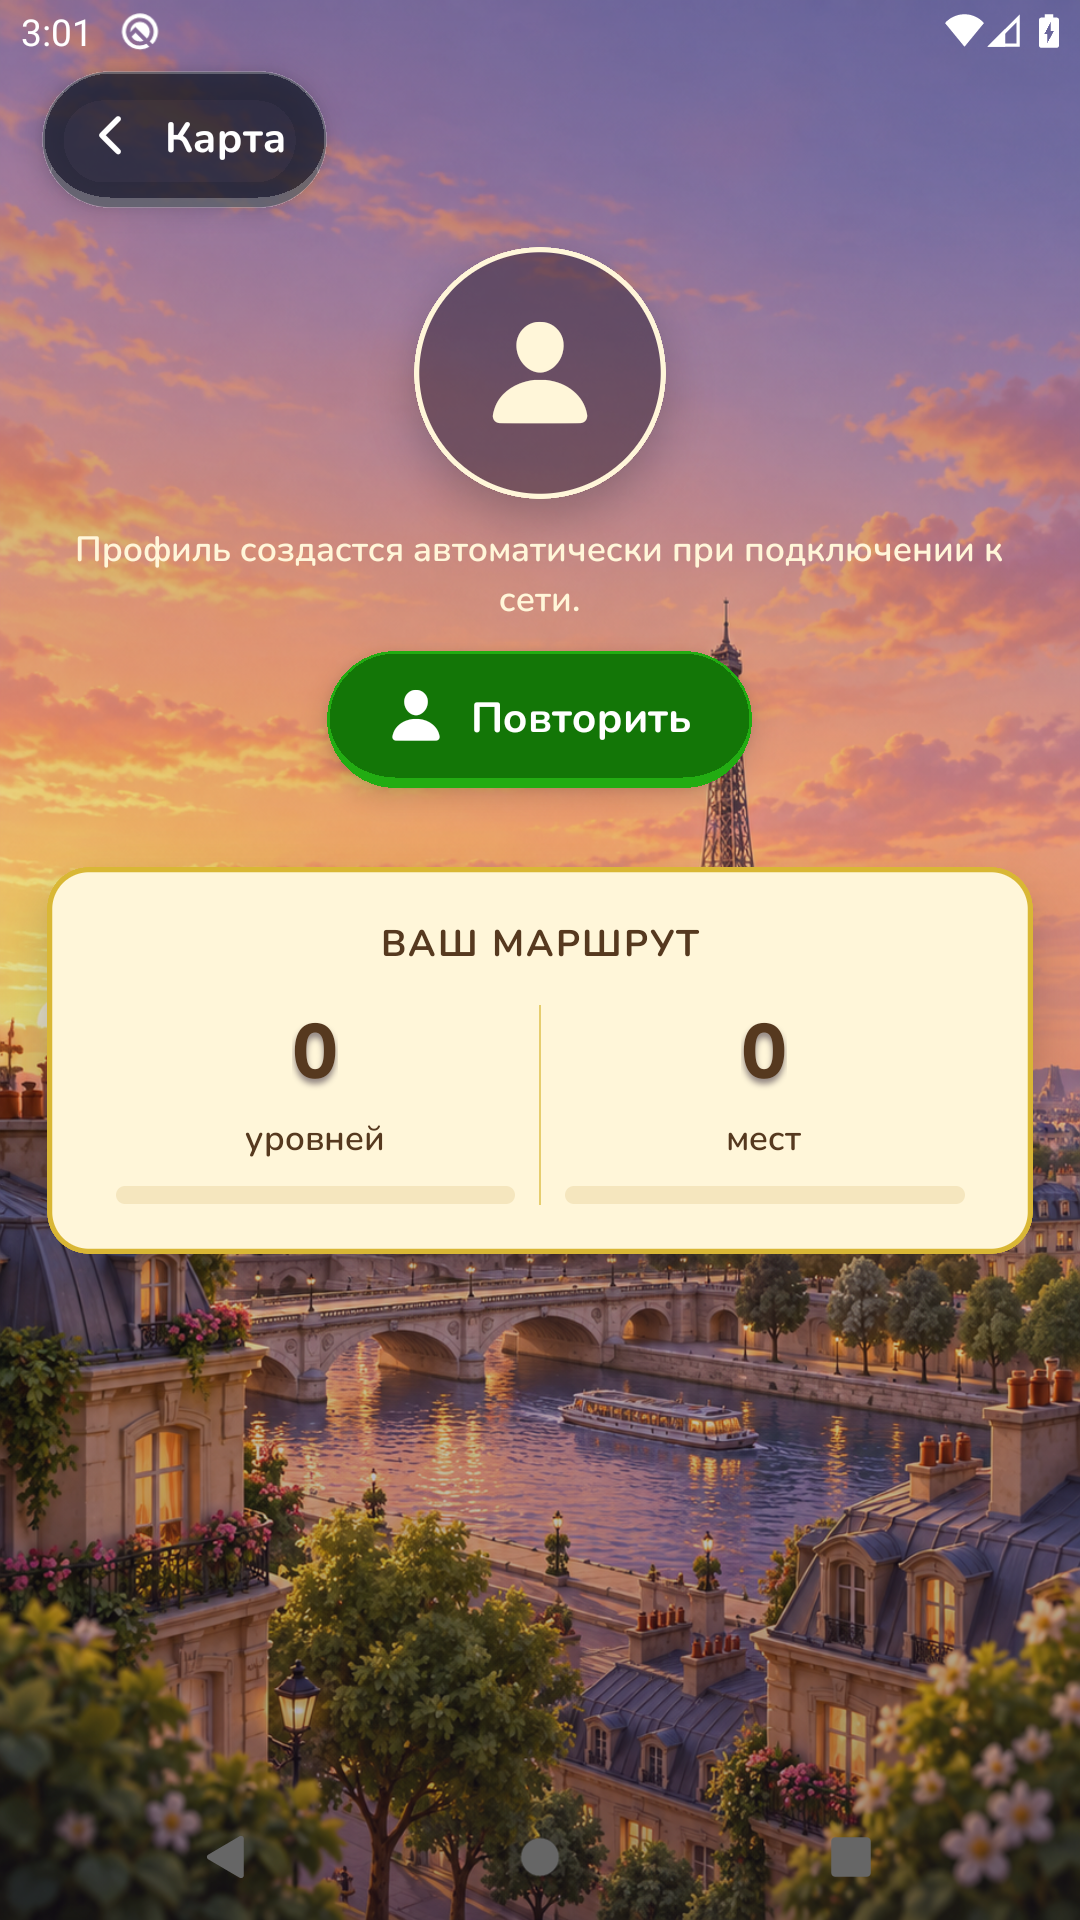 3:01
Карта
Профиль создастся автоматически при подключении к
сети.
Повторить
ВАШ МАРШРУТ
0 0
уровней мест